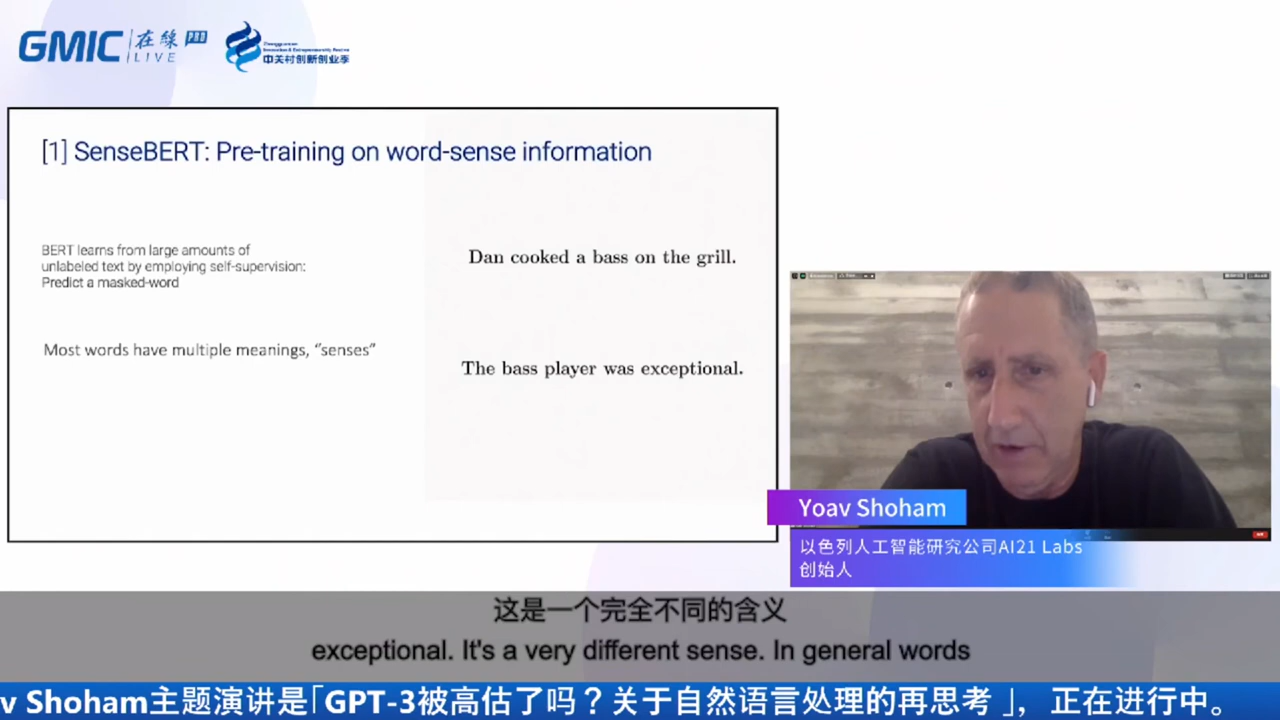 GMIC 在線 PRO
LIVE
Zhongguancun
Innovation & Entrepreneurship Season
中关村创新创业季
[1] SenseBERT: Pre-training on word-sense information
BERT learns from large amounts of
unlabeled text by employing self-supervision:
Predict a masked-word
Most words have multiple meanings, “senses”
Dan cooked a bass on the grill.
The bass player was exceptional.
Yoav Shoham
以色列人工智能研究公司AI21 Labs
创始人
这是一个完全不同的含义
exceptional. It's a very different sense. In general words
v Shoham主题演讲是「GPT-3被高估了吗？关于自然语言处理的再思考 」，正在进行中。